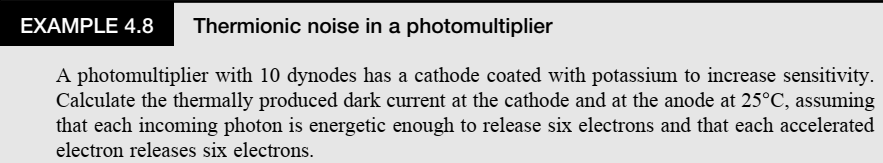 EXAMPLE 4.8 Thermionic noise in a photomultiplier
A photomultiplier with 10 dynodes has a cathode coated with potassium to increase sensitivity.
Calculate the thermally produced dark current at the cathode and at the anode at 25°C, assuming
that each incoming photon is energetic enough to release six electrons and that each accelerated
electron releases six electrons.